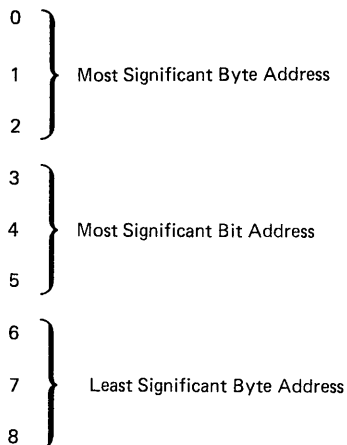 0
1 Most Significant Byte Address
2
3
4 Most Significant Bit Address
5
6
7 Least Significant Byte Address
8